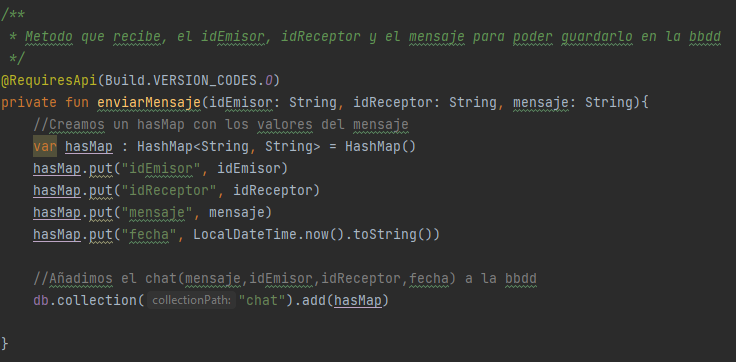 /**
 * Metodo que recibe, el idEmisor, idReceptor y el mensaje para poder guardarlo en la bbdd
 */
@RequiresApi(Build.VERSION_CODES.O)
private fun enviarMensaje(idEmisor: String, idReceptor: String, mensaje: String){
    //Creamos un hasMap con los valores del mensaje
    var hasMap : HashMap<String, String> = HashMap()
    hasMap.put("idEmisor", idEmisor)
    hasMap.put("idReceptor", idReceptor)
    hasMap.put("mensaje", mensaje)
    hasMap.put("fecha", LocalDateTime.now().toString())

    //Añadimos el chat(mensaje,idEmisor,idReceptor,fecha) a la bbdd
    db.collection( collectionPath: "chat").add(hasMap)

}